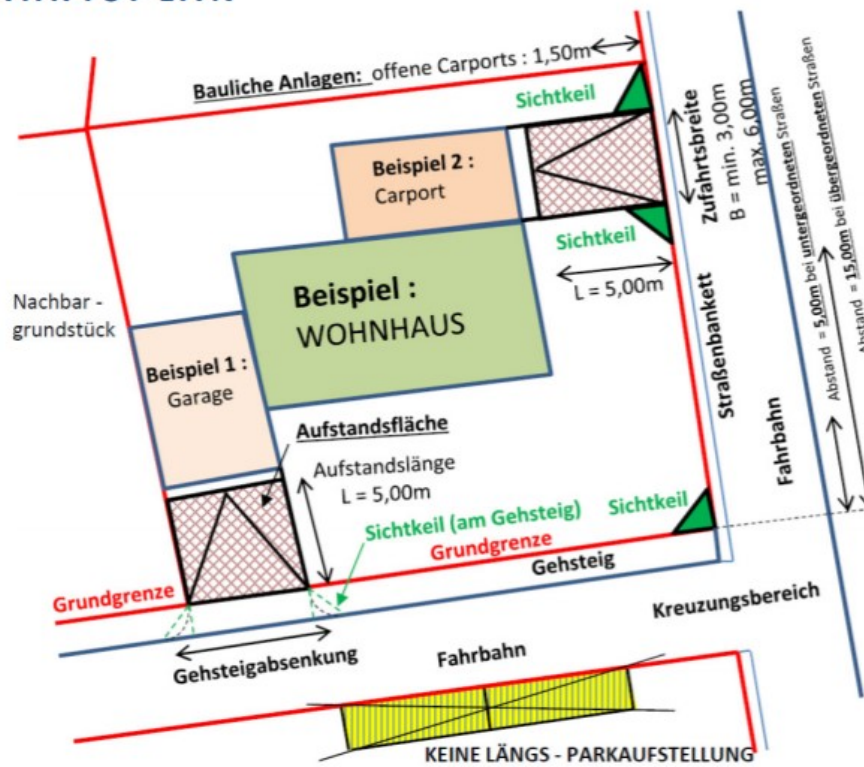 Bauliche Anlagen: offene Carports : 1,50m
Sichtkeil
Beispiel 2 :
Carport
Zufahrtsbreite
B = min. 3,00m
max. 6,00m
Abstand = 5,00m bei untergeordneten Straßen
Abstand = 15,00m bei übergeordneten Straßen
Sichtkeil
L = 5,00m
Nachbar -
grundstück
Beispiel :
WOHNHAUS
Beispiel 1 :
Garage
Straßenbankett
Fahrbahn
Aufstandsfläche
Aufstandslänge
L = 5,00m
Sichtkeil (am Gehsteig)
Sichtkeil
Grundgrenze
Grundgrenze
Gehsteig
Kreuzungsbereich
Gehsteigabsenkung
Fahrbahn
KEINE LÄNGS - PARKAUFSTELLUNG